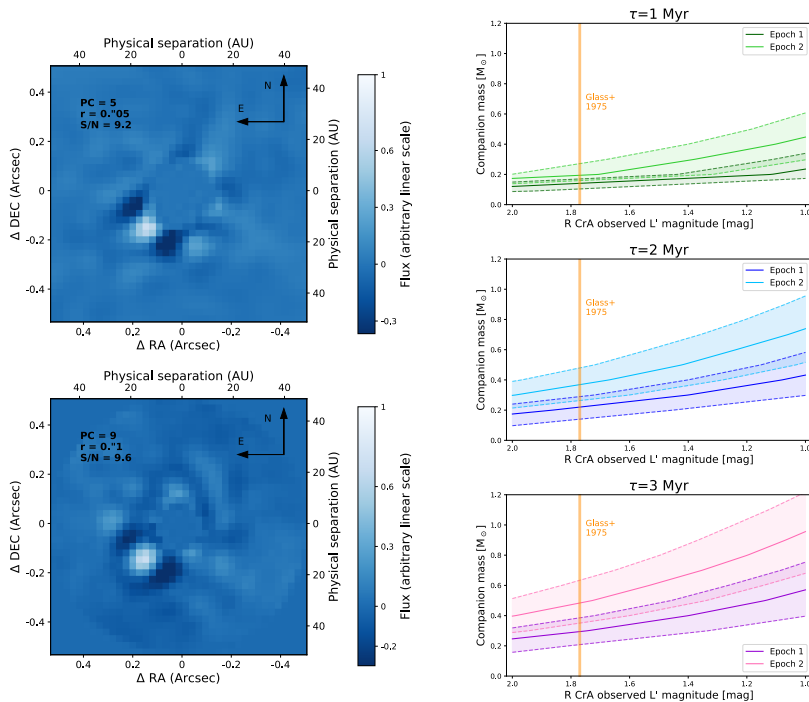 Physical separation (AU)
40 20 0 20 40
PC = 5
r = 0."05
S/N = 9.2
N
E
0.4
0.2
0
-0.2
-0.4
Δ DEC (Arcsec)
40
20
0
20
40
Physical separation (AU)
0.4 0.2 0 -0.2 -0.4
Δ RA (Arcsec)
1
0.6
0.3
0
-0.3
Flux (arbitrary linear scale)
Physical separation (AU)
40 20 0 20 40
PC = 9
r = 0."1
S/N = 9.6
N
E
0.4
0.2
0
-0.2
-0.4
Δ DEC (Arcsec)
40
20
0
20
40
Physical separation (AU)
0.4 0.2 0 -0.2 -0.4
Δ RA (Arcsec)
1
0.8
0.5
0.2
0
-0.2
Flux (arbitrary linear scale)
τ=1 Myr
Epoch 1
Epoch 2
Glass+
1975
1.2
1.0
0.8
0.6
0.4
0.2
0.0
Companion mass [M⊙]
2.0 1.8 1.6 1.4 1.2 1.0
R CrA observed L' magnitude [mag]
τ=2 Myr
Epoch 1
Epoch 2
Glass+
1975
1.2
1.0
0.8
0.6
0.4
0.2
0.0
Companion mass [M⊙]
2.0 1.8 1.6 1.4 1.2 1.0
R CrA observed L' magnitude [mag]
τ=3 Myr
Glass+
1975
Epoch 1
Epoch 2
1.2
1.0
0.8
0.6
0.4
0.2
0.0
Companion mass [M⊙]
2.0 1.8 1.6 1.4 1.2 1.0
R CrA observed L' magnitude [mag]